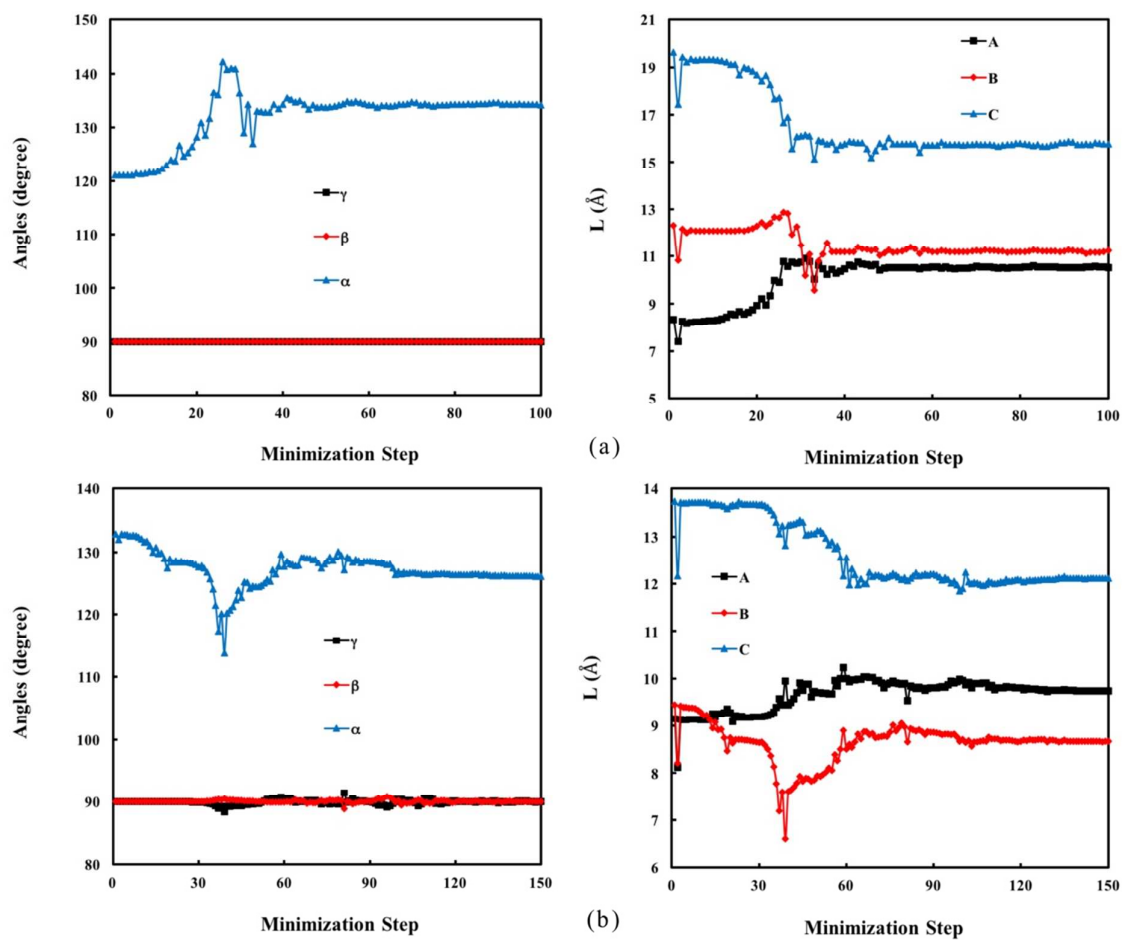 150
140
130
120
110
100
90
80
Angles (degree)
γ
β
α
0 20 40 60 80 100
Minimization Step
21
19
17
15
13
11
9
7
5
L (Å)
A
B
C
0 20 40 60 80 100
Minimization Step
(a)
140
130
120
110
100
90
80
Angles (degree)
γ
β
α
0 30 60 90 120 150
Minimization Step
14
13
12
11
10
9
8
7
6
L (Å)
A
B
C
0 30 60 90 120 150
Minimization Step
(b)